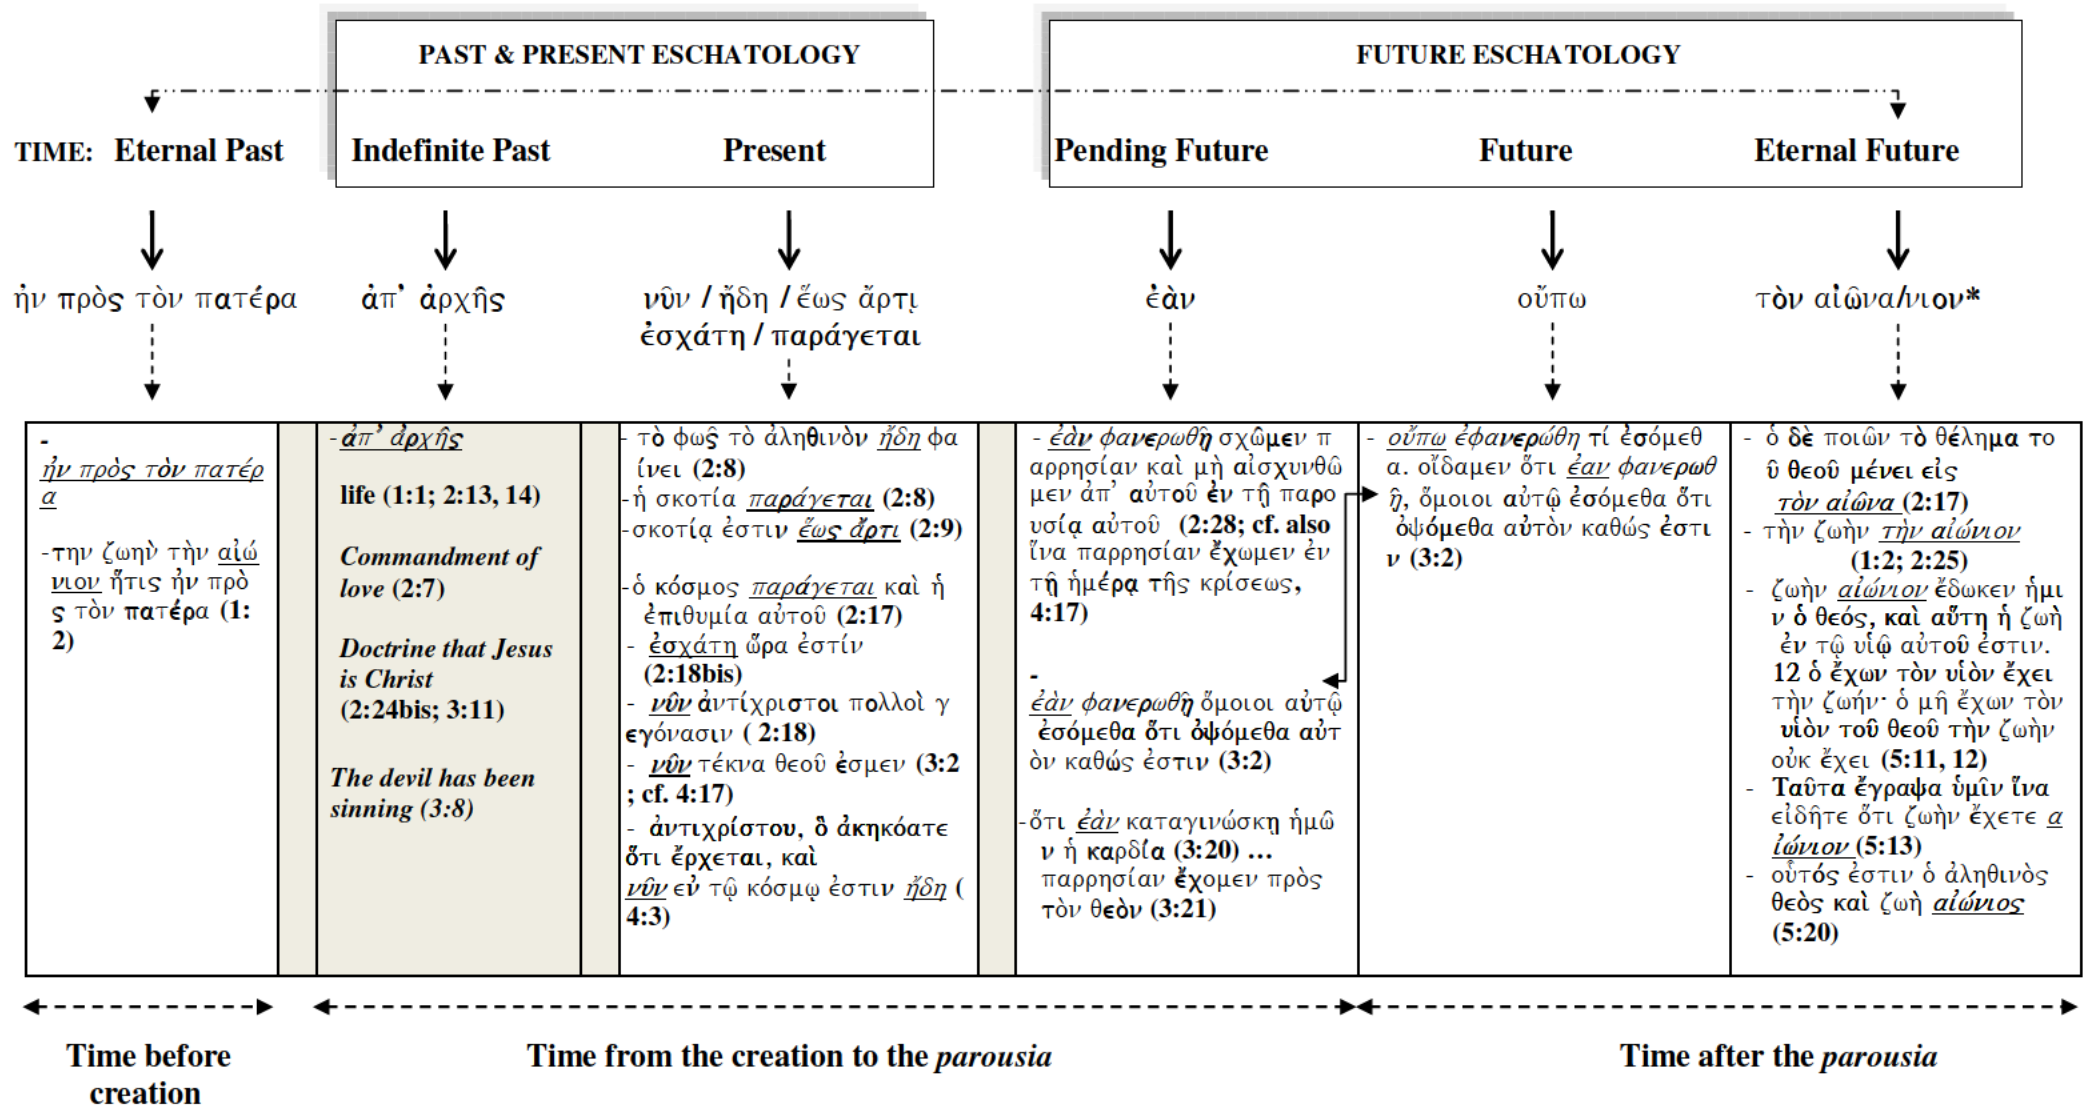 PAST & PRESENT ESCHATOLOGY
FUTURE ESCHATOLOGY
TIME: Eternal Past
Indefinite Past
Present
Pending Future
Future
Eternal Future
ἠν πρὸς τὸν πατέρα
ἀπ’ ἀρχῆς
νῦν / ἤδη / ἕως ἄρτι
ἐσχάτη / παράγεται
ἐὰν
οὔπω
τὸν αἰῶνα/νιον*
-
ἠν πρὸς τὸν πατέρ
α
-την ζωηὐ τὴν αἰώ
νιον ἥτις ἠν πρὸ
ς τὸν πατέρα (1:
2)
-ἀπ’ ἀρχῆς
life (1:1; 2:13, 14)
Commandment of
love (2:7)
Doctrine that Jesus
is Christ
(2:24bis; 3:11)
The devil has been
sinning (3:8)
- τὸ φωῶ τὸ ἀληθινὸν ἤδη φα
ίνει (2:8)
-ἡ σκοτία παράγεται (2:8)
-σκοτίᾳ ἐστιν ἕως ἄρτι (2:9)
-ὁ κόσμος παράγεται καὶ ἡ
ἐπιθυμία αὐτοῦ (2:17)
- ἐσχάτη ὥρα ἐστίν
(2:18bis)
- νῦν ἀντίχριστοι πολλοὶ γ
εγόνασιν ( 2:18)
- νῦν τέκνα θεοῦ ἐσμεν (3:2
; cf. 4:17)
- ἀντιχρίστου, ὃ ἀκηκόατε
ὅτι ἔρχεται, καὶ
νῦν εὐ τῷ κόσμῳ ἐστιν ἤδη (
4:3)
- ἐὰν φανερωθῇ σχῶμεν π
αρρησίαν καὶ μὴ αἰσχυνθῶ
μεν ἀπ’ αὐτοῦ ἐν τῇ παρο
υσίᾳ αὐτοῦ (2:28; cf. also
ἵνα παρρησίαν ἔχωμεν ἐν
τῇ ἡμέρᾳ τῆς κρίσεως,
4:17)
-
ἐὰν φανερωθῇ ὅμοιοι αὐτῷ
ἐσόμεθα ὅτι ὀψόμεθα αὐτ
ὸν καθώς ἐστιν (3:2)
-ὅτι ἐὰν καταγινώσκῃ ἡμῶ
ν ἡ καρδία (3:20) …
παρρησίαν ἔχομεν πρὸς
τὸν θεὸν (3:21)
- οὔπω ἐφανερώθη τί ἐσόμεθ
α. οἴδαμεν ὅτι ἐαν φανερωθ
ῇ, ὅμοιοι αὐτῷ ἐσόμεθα ὅτι
ὀψόμεθα αὐτὸν καθώς ἐστι
ν (3:2)
- ὁ δὲ ποιῶν τὸ θέλημα το
ῦ θεοῦ μένει εἰς
τὸν αἰῶνα (2:17)
- τὴν ζωὴν τὴν αἰώνιον
(1:2; 2:25)
- ζωὴν αἰώνιον ἔδωκεν ἡμι
ν ὁ θεός, καὶ αὕτη ἡ ζωὴ
ἐν τῷ υἱῷ αὐτοῦ ἐστιν.
12 ὁ ἔχων τὸν υἱὸν ἔχει
τὴν ζωήν· ὁ μὴ ἔχων τὸν
υἱὸν τοῦ θεοῦ τὴν ζωὴν
οὐκ ἔχει (5:11, 12)
- Ταῦτα ἔγραψα ὑμῖν ἵνα
εἰδῆτε ὅτι ζωὴν ἔχετε α
ἰώνιον (5:13)
- οὗτός ἐστιν ὁ ἀληθινὸς
θεὸς καὶ ζωὴ αἰώνιος
(5:20)
Time before
creation
Time from the creation to the parousia
Time after the parousia